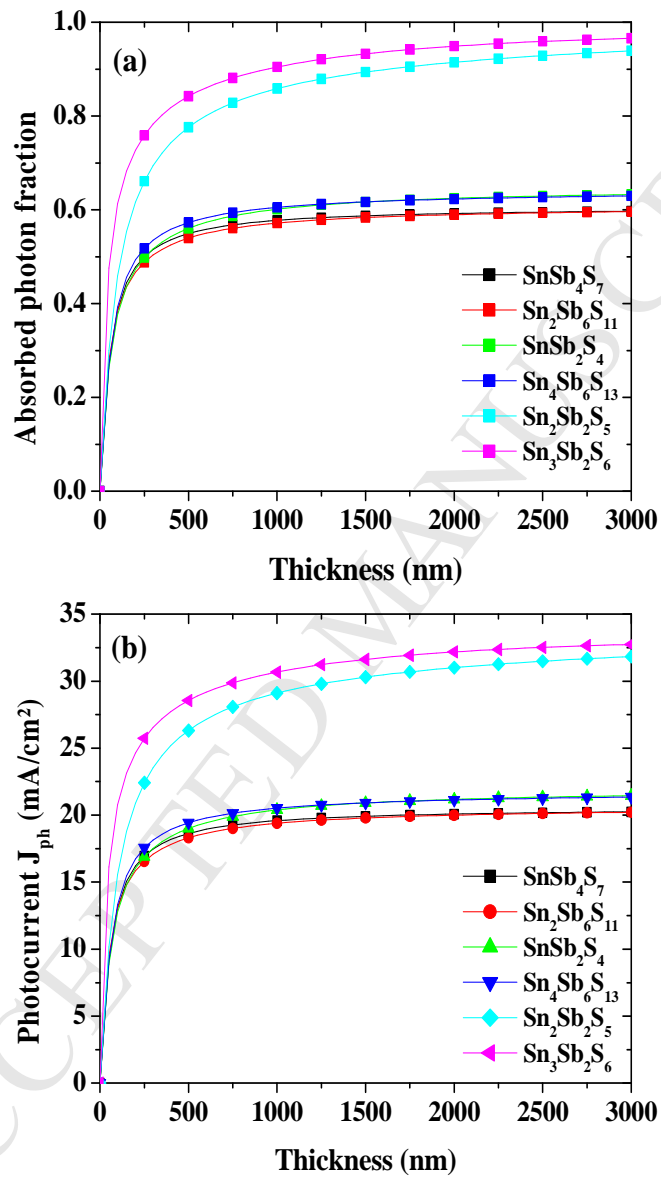 (a)
Absorbed photon fraction
1.0
0.8
0.6
0.4
0.2
0.0
SnSb₄S₇
Sn₂Sb₆S₁₁
SnSb₂S₄
Sn₄Sb₆S₁₃
Sn₂Sb₂S₅
Sn₃Sb₂S₆
0 500 1000 1500 2000 2500 3000
Thickness (nm)
(b)
Photocurrent Jₚₕ (mA/cm²)
35
30
25
20
15
10
5
0
SnSb₄S₇
Sn₂Sb₆S₁₁
SnSb₂S₄
Sn₄Sb₆S₁₃
Sn₂Sb₂S₅
Sn₃Sb₂S₆
0 500 1000 1500 2000 2500 3000
Thickness (nm)
CCEPTED MANUSC